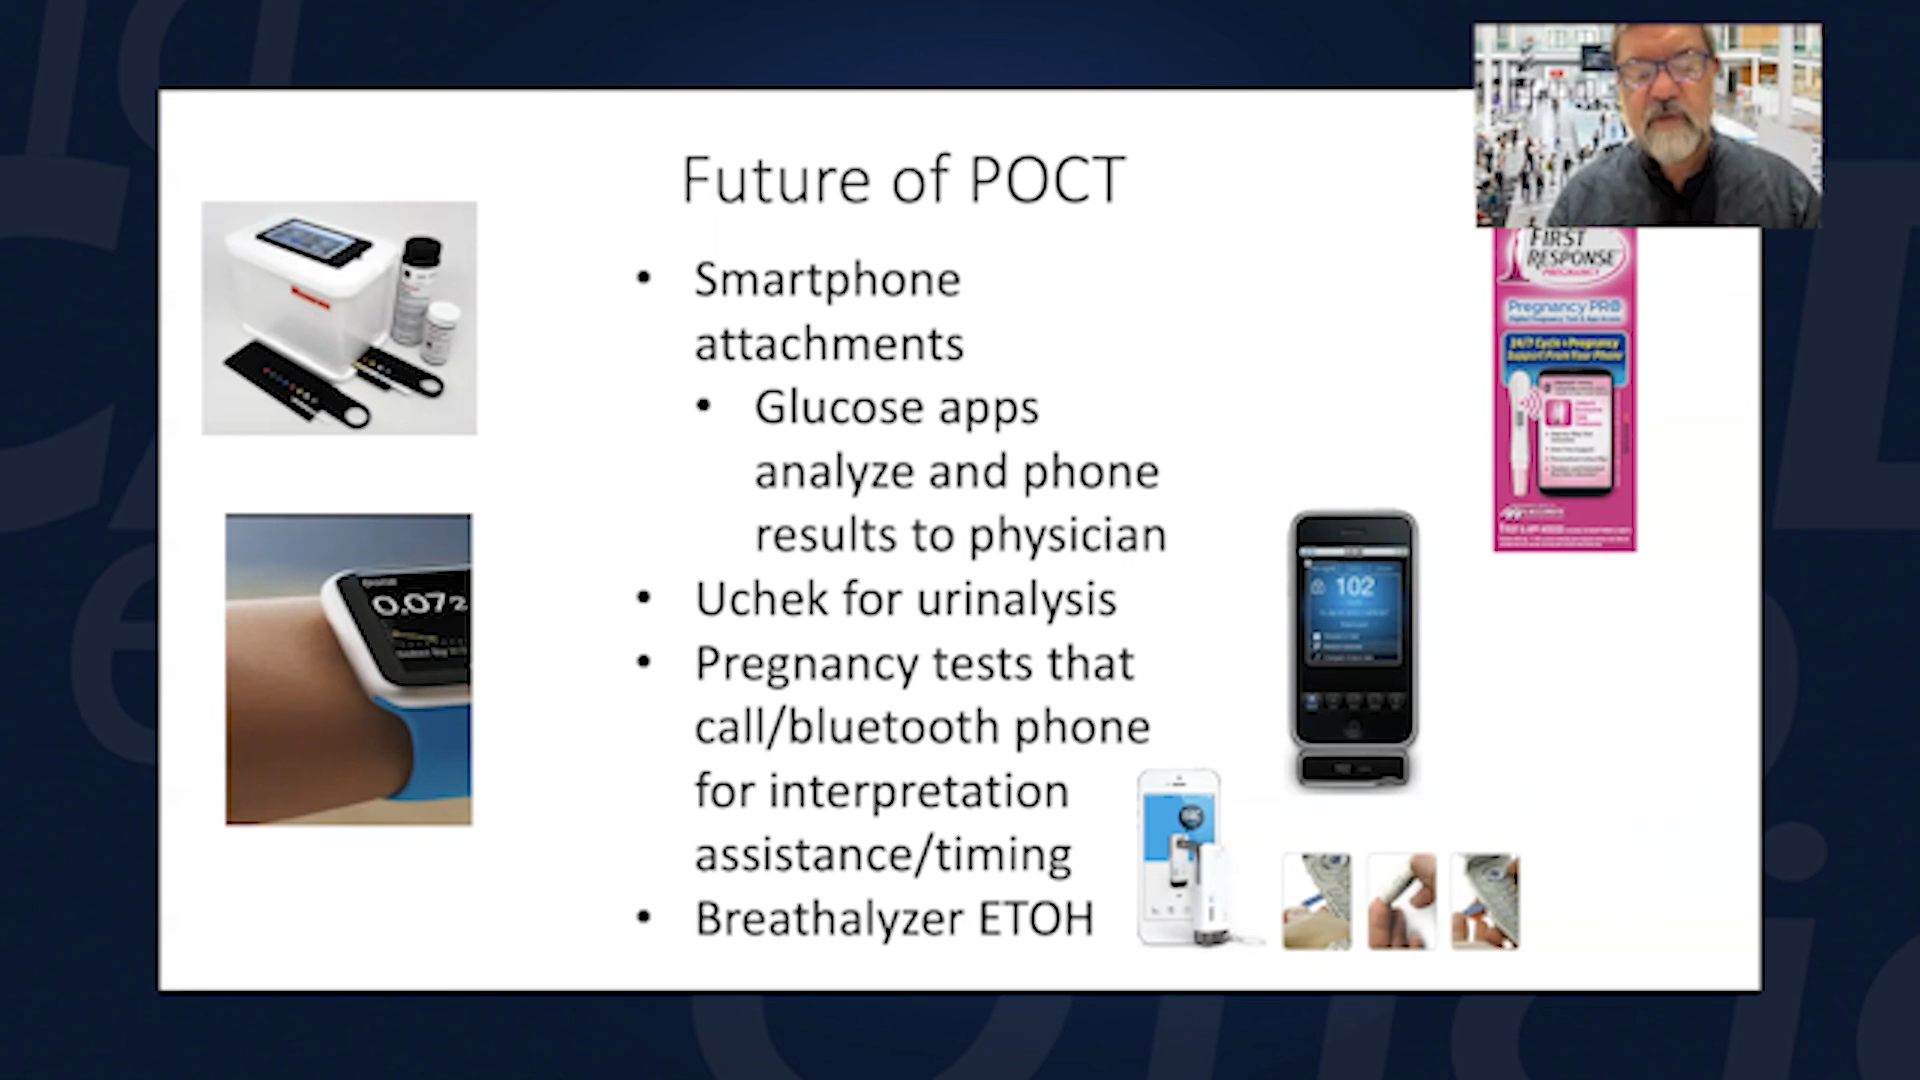 Future of POCT
• Smartphone
attachments
• Glucose apps
analyze and phone
results to physician
• Uchek for urinalysis
• Pregnancy tests that
call/bluetooth phone
for interpretation
assistance/timing
• Breathalyzer ETOH
0.072
FIRST
RESPONSE
PREGNANCY
Pregnancy PRO
24/7 Cycle + Pregnancy
Support From Your Phone
102